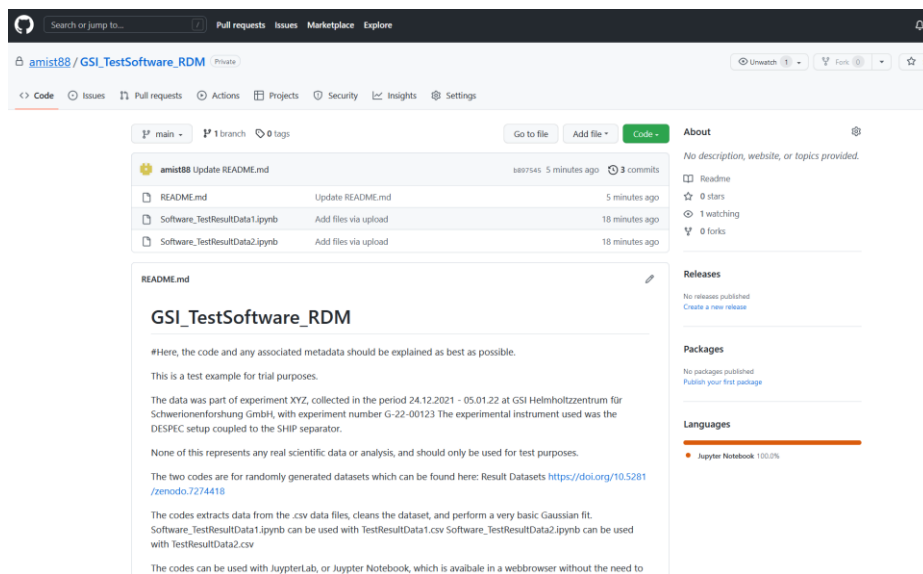 Search or jump to... / Pull requests Issues Marketplace Explore
amist88 / GSI_TestSoftware_RDM Private Unwatch 1 Fork 0
Code Issues Pull requests Actions Projects Security Insights Settings
main 1 branch 0 tags Go to file Add file Code
amist88 Update README.md b897545 5 minutes ago 3 commits
README.md Update README.md 5 minutes ago
Software_TestResultData1.ipynb Add files via upload 18 minutes ago
Software_TestResultData2.ipynb Add files via upload 18 minutes ago
README.md
GSI_TestSoftware_RDM
#Here, the code and any associated metadata should be explained as best as possible.
This is a test example for trial purposes.
The data was part of experiment XYZ, collected in the period 24.12.2021 - 05.01.22 at GSI Helmholtzzentrum für
Schwerionenforshung GmbH, with experiment number G-22-00123 The experimental instrument used was the
DESPEC setup coupled to the SHIP separator.
None of this represents any real scientific data or analysis, and should only be used for test purposes.
The two codes are for randomly generated datasets which can be found here: Result Datasets https://doi.org/10.5281
/zenodo.7274418
The codes extracts data from the .csv data files, cleans the dataset, and perform a very basic Gaussian fit.
Software_TestResultData1.ipynb can be used with TestResultData1.csv Software_TestResultData2.ipynb can be used
with TestResultData2.csv
The codes can be used with JuypterLab, or Juypter Notebook, which is avaibale in a webbrowser without the need to
About
No description, website, or topics provided.
Readme
0 stars
1 watching
0 forks
Releases
No releases published
Create a new release
Packages
No packages published
Publish your first package
Languages
Jupyter Notebook 100.0%